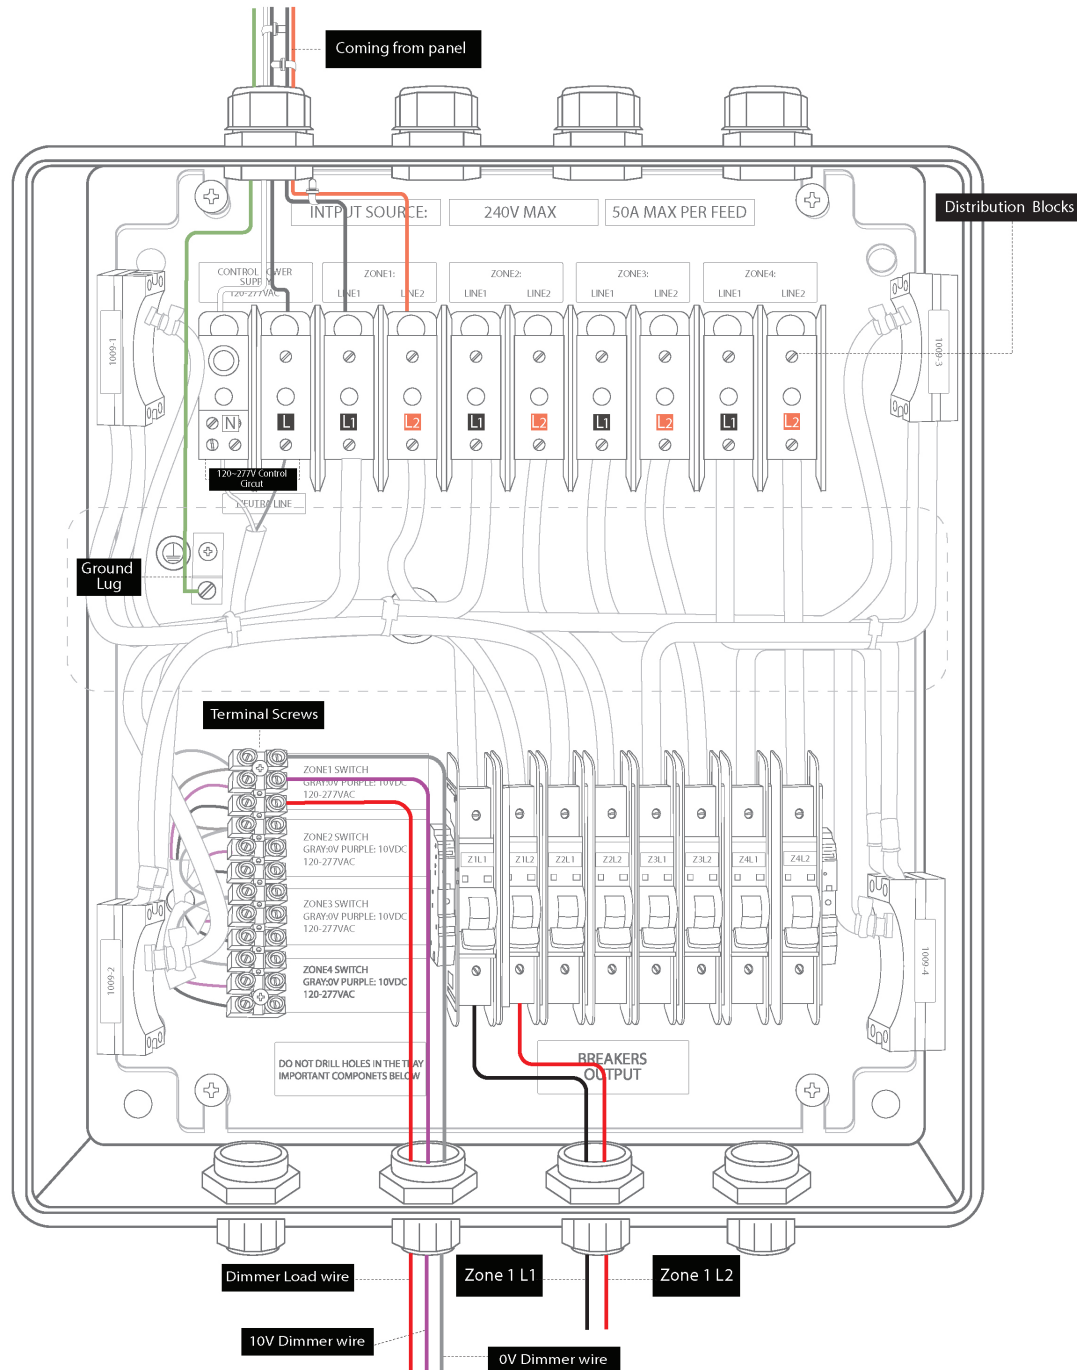 Coming from panel
Distribution Blocks
INTPUT SOURCE:
240V MAX
50A MAX PER FEED
CONTROL POWER
SUPPLY
120-277VAC
ZONE1:
LINE1 LINE2
ZONE2:
LINE1 LINE2
ZONE3:
LINE1 LINE2
ZONE4:
LINE1 LINE2
1009-1
1009-3
N L L1 L2 L1 L2 L1 L2 L1 L2
120~277V Control
Circut
NEUTRA LINE
Ground
Lug
Terminal Screws
ZONE1 SWITCH
GRAY:0V PURPLE: 10VDC
120-277VAC
ZONE2 SWITCH
GRAY:0V PURPLE: 10VDC
120-277VAC
ZONE3 SWITCH
GRAY:0V PURPLE: 10VDC
120-277VAC
ZONE4 SWITCH
GRAY:0V PURPLE: 10VDC
120-277VAC
Z1L1 Z1L2 Z2L1 Z2L2 Z3L1 Z3L2 Z4L1 Z4L2
1009-2
1009-4
DO NOT DRILL HOLES IN THE TRAY
IMPORTANT COMPONETS BELOW
BREAKERS
OUTPUT
Dimmer Load wire
Zone 1 L1
Zone 1 L2
10V Dimmer wire
0V Dimmer wire